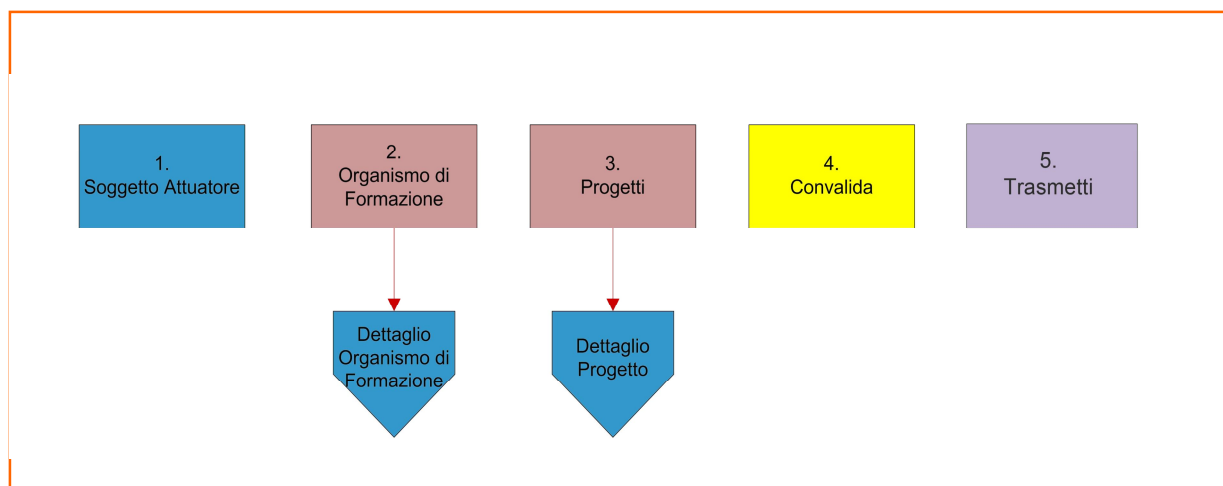 1.
Soggetto Attuatore
2.
Organismo di
Formazione
3.
Progetti
4.
Convalida
5.
Trasmetti
Dettaglio
Organismo di
Formazione
Dettaglio
Progetto